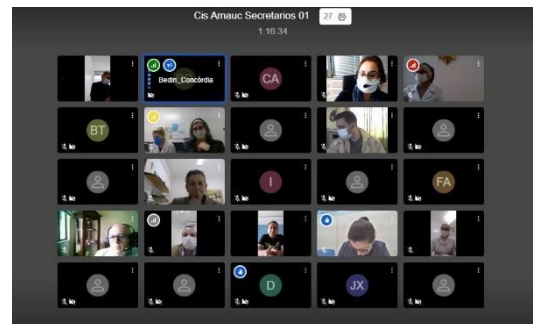 Cis Amauc Secretarios 01 27
1:16:34
Bedin_Concórdia
CA
BT
I
FA
D
JX